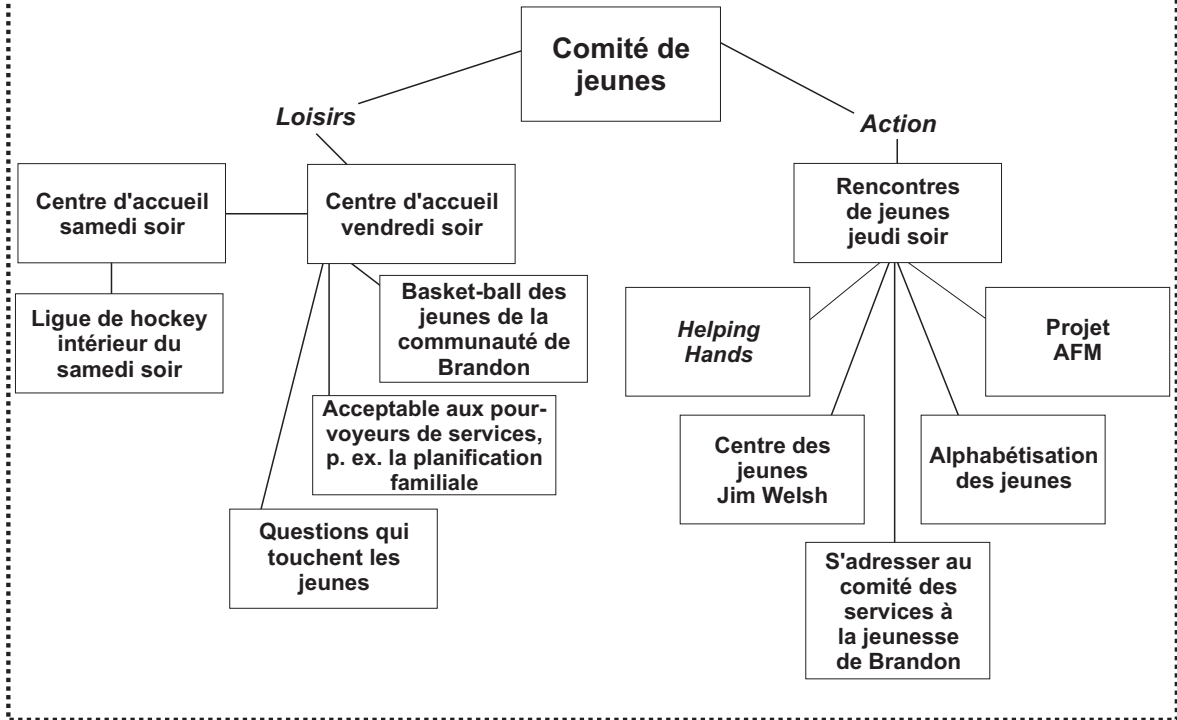 Comité de
jeunes
Loisirs
Action
Centre d'accueil
samedi soir
Centre d'accueil
vendredi soir
Rencontres
de jeunes
jeudi soir
Ligue de hockey
intérieur du
samedi soir
Basket-ball des
jeunes de la
communauté de
Brandon
Helping
Hands
Projet
AFM
Acceptable aux pour-
voyeurs de services,
p. ex. la planification
familiale
Centre des
jeunes
Jim Welsh
Alphabétisation
des jeunes
Questions qui
touchent les
jeunes
S'adresser au
comité des
services à
la jeunesse
de Brandon